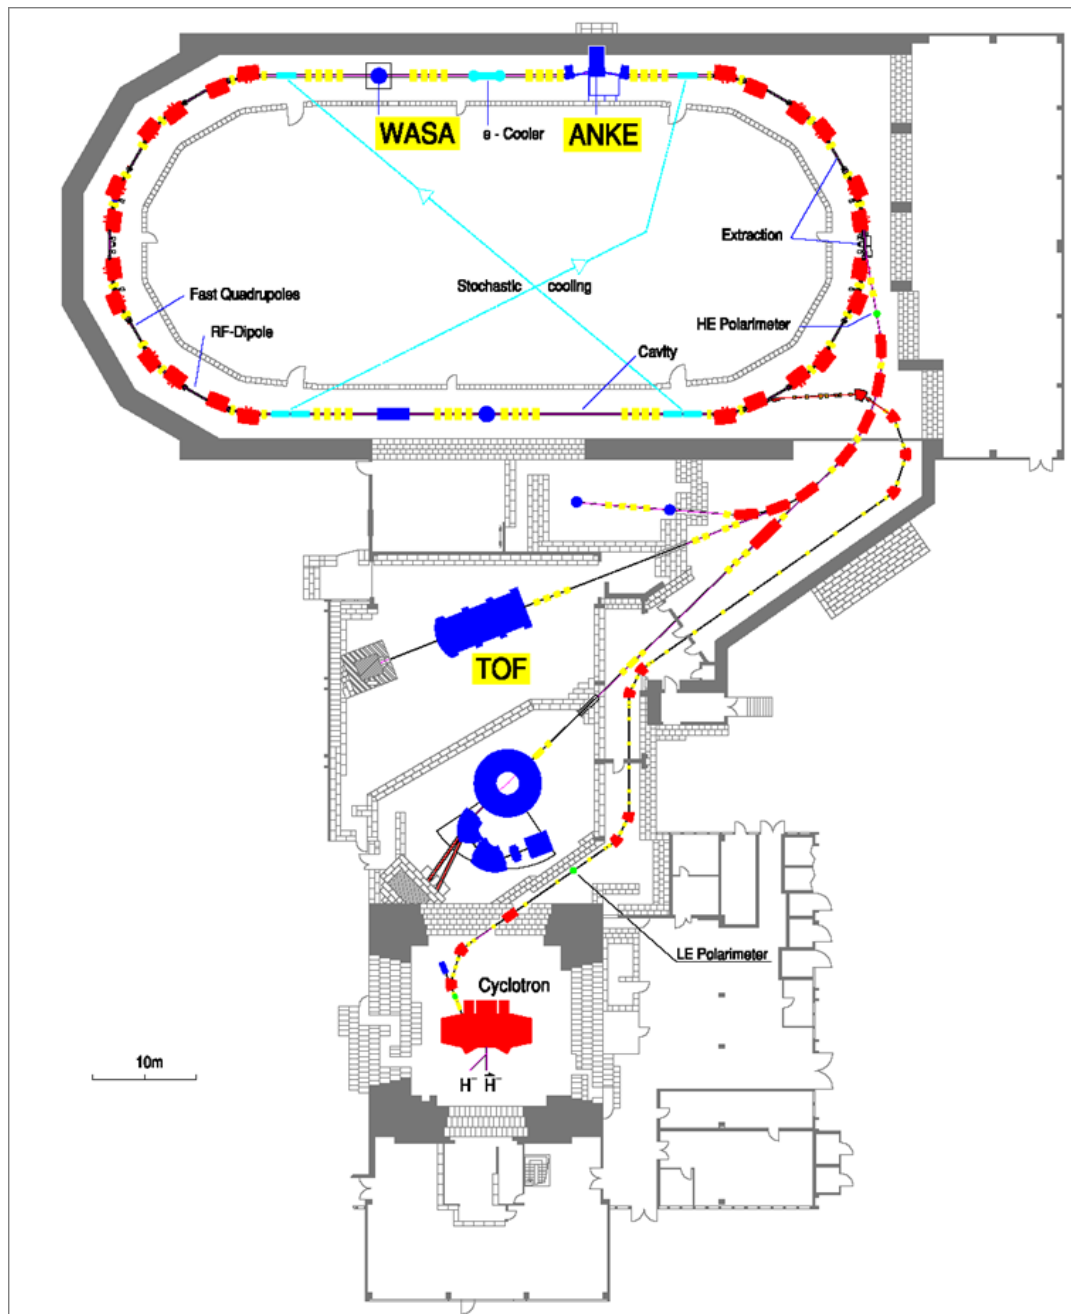 WASA
e - Cooler
ANKE
Extraction
Stochastic cooling
Fast Quadrupoles
HE Polarimeter
RF-Dipole
Cavity
TOF
LE Polarimeter
Cyclotron
10m
H⁻ H⃗⁻